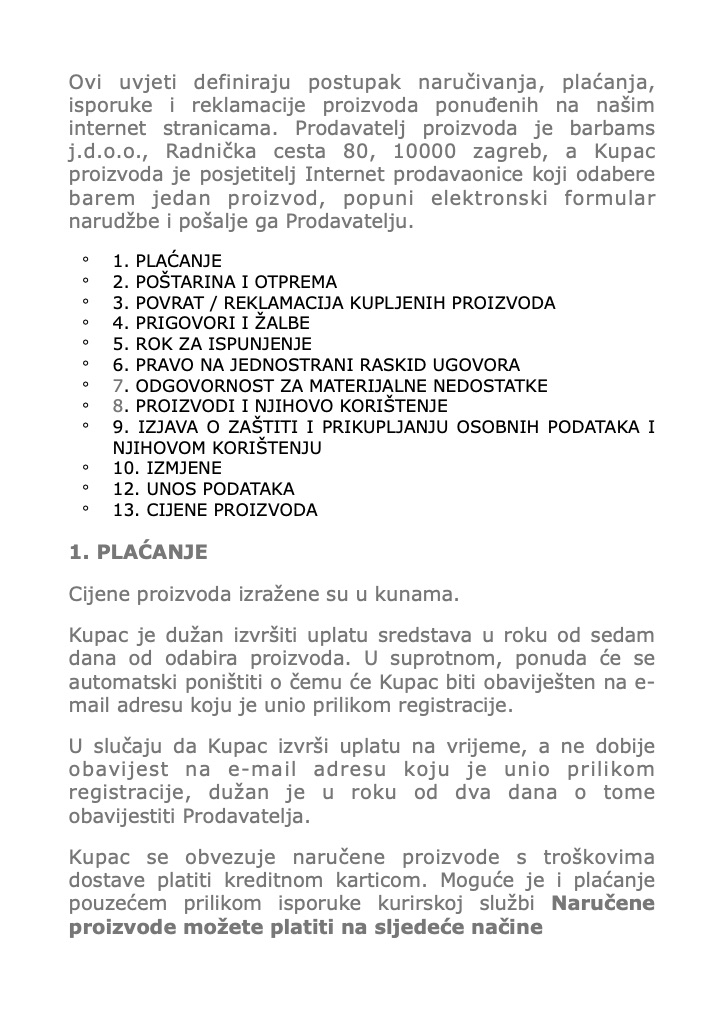 Ovi uvjeti definiraju postupak naručivanja, plaćanja,
isporuke i reklamacije proizvoda ponuđenih na našim
internet stranicama. Prodavatelj proizvoda je barbams
j.d.o.o., Radnička cesta 80, 10000 zagreb, a Kupac
proizvoda je posjetitelj Internet prodavaonice koji odabere
barem jedan proizvod, popuni elektronski formular
narudžbe i pošalje ga Prodavatelju.
° 1. PLAĆANJE
° 2. POŠTARINA I OTPREMA
° 3. POVRAT / REKLAMACIJA KUPLJENIH PROIZVODA
° 4. PRIGOVORI I ŽALBE
° 5. ROK ZA ISPUNJENJE
° 6. PRAVO NA JEDNOSTRANI RASKID UGOVORA
° 7. ODGOVORNOST ZA MATERIJALNE NEDOSTATKE
° 8. PROIZVODI I NJIHOVO KORIŠTENJE
° 9. IZJAVA O ZAŠTITI I PRIKUPLJANJU OSOBNIH PODATAKA I
NJIHOVOM KORIŠTENJU
° 10. IZMJENE
° 12. UNOS PODATAKA
° 13. CIJENE PROIZVODA
1. PLAĆANJE
Cijene proizvoda izražene su u kunama.
Kupac je dužan izvršiti uplatu sredstava u roku od sedam
dana od odabira proizvoda. U suprotnom, ponuda će se
automatski poništiti o čemu će Kupac biti obaviješten na e-
mail adresu koju je unio prilikom registracije.
U slučaju da Kupac izvrši uplatu na vrijeme, a ne dobije
obavijest na e-mail adresu koju je unio prilikom
registracije, dužan je u roku od dva dana o tome
obavijestiti Prodavatelja.
Kupac se obvezuje naručene proizvode s troškovima
dostave platiti kreditnom karticom. Moguće je i plaćanje
pouzećem prilikom isporuke kurirskoj službi Naručene
proizvode možete platiti na sljedeće načine